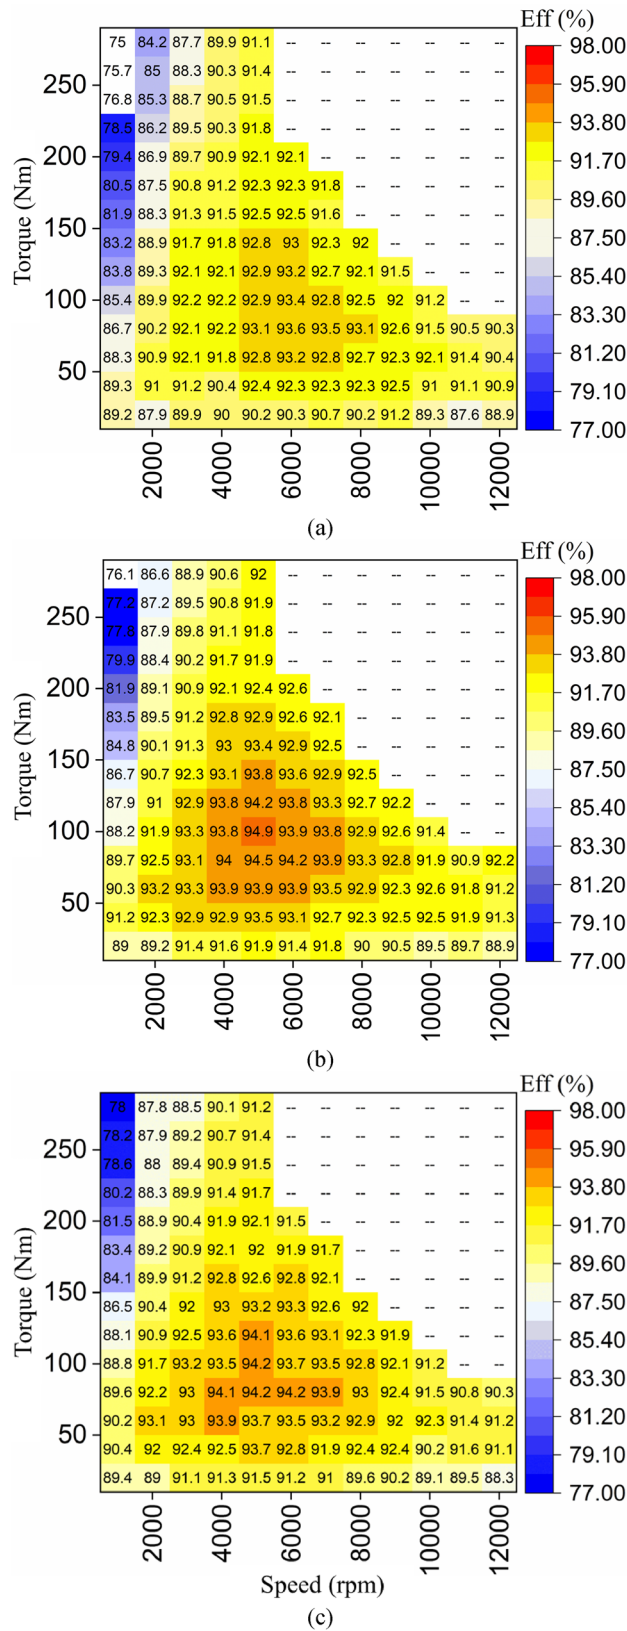 Eff (%)
75 84.2 87.7 89.9 91.1 -- -- -- -- -- -- -- 98.00
250 75.7 85 88.3 90.3 91.4 -- -- -- -- -- -- -- 95.90
76.8 85.3 88.7 90.5 91.5 -- -- -- -- -- -- --
78.5 86.2 89.5 90.3 91.8 -- -- -- -- -- -- -- 93.80
200 79.4 86.9 89.7 90.9 92.1 92.1 -- -- -- -- -- -- 91.70
80.5 87.5 90.8 91.2 92.3 92.3 91.8 -- -- -- -- -- 89.60
81.9 88.3 91.3 91.5 92.5 92.5 91.6 -- -- -- -- --
150 83.2 88.9 91.7 91.8 92.8 93 92.3 92 -- -- -- -- 87.50
83.8 89.3 92.1 92.1 92.9 93.2 92.7 92.1 91.5 -- -- -- 85.40
100 85.4 89.9 92.2 92.2 92.9 93.4 92.8 92.5 92 91.2 -- -- 83.30
86.7 90.2 92.1 92.2 93.1 93.6 93.5 93.1 92.6 91.5 90.5 90.3
88.3 90.9 92.1 91.8 92.8 93.2 92.8 92.7 92.3 92.1 91.4 90.4 81.20
50 89.3 91 91.2 90.4 92.4 92.3 92.3 92.3 92.5 91 91.1 90.9 79.10
89.2 87.9 89.9 90 90.2 90.3 90.7 90.2 91.2 89.3 87.6 88.9 77.00
Torque (Nm)
2000 4000 6000 8000 10000 12000
(a)
Eff (%)
76.1 86.6 88.9 90.6 92 -- -- -- -- -- -- -- 98.00
250 77.2 87.2 89.5 90.8 91.9 -- -- -- -- -- -- -- 95.90
77.8 87.9 89.8 91.1 91.8 -- -- -- -- -- -- --
79.9 88.4 90.2 91.7 91.9 -- -- -- -- -- -- -- 93.80
200 81.9 89.1 90.9 92.1 92.4 92.6 -- -- -- -- -- -- 91.70
83.5 89.5 91.2 92.8 92.9 92.6 92.1 -- -- -- -- -- 89.60
84.8 90.1 91.3 93 93.4 92.9 92.5 -- -- -- -- --
150 86.7 90.7 92.3 93.1 93.8 93.6 92.9 92.5 -- -- -- -- 87.50
87.9 91 92.9 93.8 94.2 93.8 93.3 92.7 92.2 -- -- -- 85.40
100 88.2 91.9 93.3 93.8 94.9 93.9 93.8 92.9 92.6 91.4 -- -- 83.30
89.7 92.5 93.1 94 94.5 94.2 93.9 93.3 92.8 91.9 90.9 92.2
90.3 93.2 93.3 93.9 93.9 93.9 93.5 92.9 92.3 92.6 91.8 91.2 81.20
50 91.2 92.3 92.9 92.9 93.5 93.1 92.7 92.3 92.5 92.5 91.9 91.3 79.10
89 89.2 91.4 91.6 91.9 91.4 91.8 90 90.5 89.5 89.7 88.9 77.00
Torque (Nm)
2000 4000 6000 8000 10000 12000
(b)
Eff (%)
78 87.8 88.5 90.1 91.2 -- -- -- -- -- -- -- 98.00
250 78.2 87.9 89.2 90.7 91.4 -- -- -- -- -- -- -- 95.90
78.6 88 89.4 90.9 91.5 -- -- -- -- -- -- --
80.2 88.3 89.9 91.4 91.7 -- -- -- -- -- -- -- 93.80
200 81.5 88.9 90.4 91.9 92.1 91.5 -- -- -- -- -- -- 91.70
83.4 89.2 90.9 92.1 92 91.9 91.7 -- -- -- -- -- 89.60
84.1 89.9 91.2 92.8 92.6 92.8 92.1 -- -- -- -- --
150 86.5 90.4 92 93 93.2 93.3 92.6 92 -- -- -- -- 87.50
88.1 90.9 92.5 93.6 94.1 93.6 93.1 92.3 91.9 -- -- -- 85.40
100 88.8 91.7 93.2 93.5 94.2 93.7 93.5 92.8 92.1 91.2 -- -- 83.30
89.6 92.2 93 94.1 94.2 94.2 93.9 93 92.4 91.5 90.8 90.3
90.2 93.1 93 93.9 93.7 93.5 93.2 92.9 92 92.3 91.4 91.2 81.20
50 90.4 92 92.4 92.5 93.7 92.8 91.9 92.4 92.4 90.2 91.6 91.1 79.10
89.4 89 91.1 91.3 91.5 91.2 91 89.6 90.2 89.1 89.5 88.3 77.00
Torque (Nm)
2000 4000 6000 8000 10000 12000
Speed (rpm)
(c)